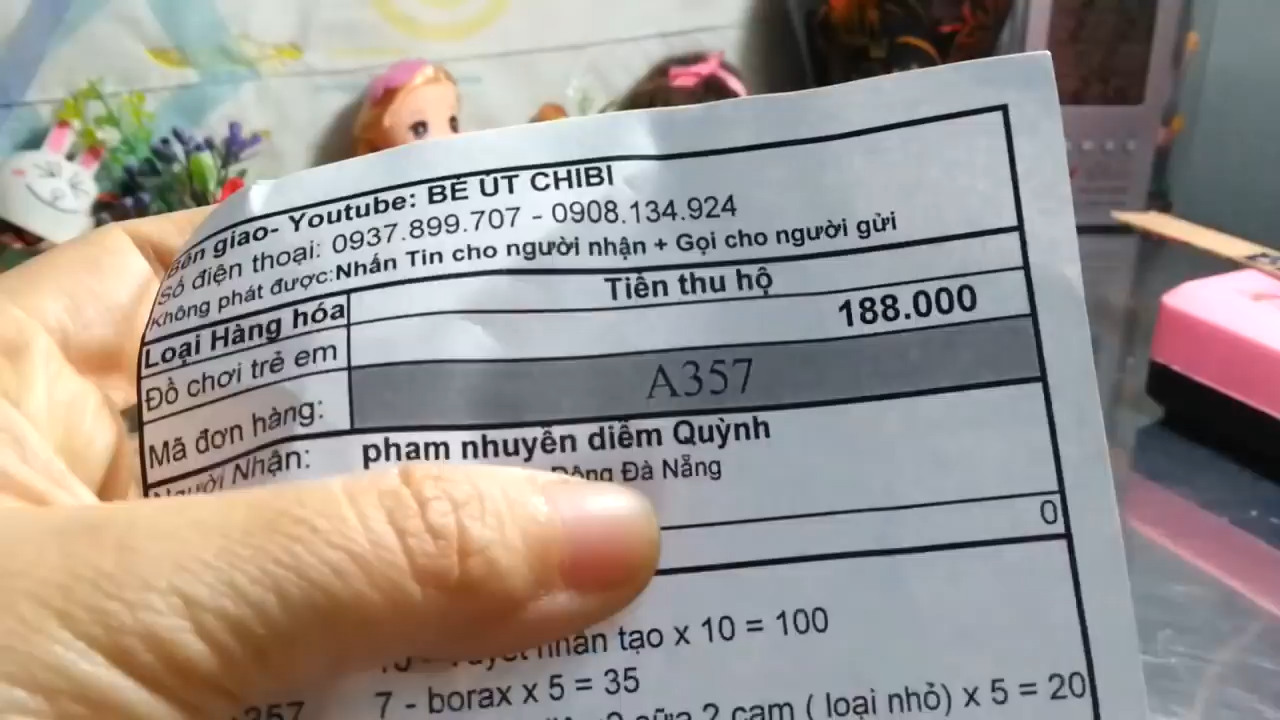 Bên giao- Youtube: BÉ ÚT CHIBI
Số điện thoại: 0937.899.707 - 0908.134.924
Không phát được:Nhắn Tin cho người nhận + Gọi cho người gửi
Loại Hàng hóa Tiền thu hộ
Đồ chơi trẻ em 188.000
Mã đơn hàng: A357
Người Nhận: phạm nhuyễn diễm Quỳnh
Đà Nẵng
0
nhân tạo x 10 = 100
357 7 - borax x 5 = 35
sữa 2 cam ( loại nhỏ) x 5 = 20